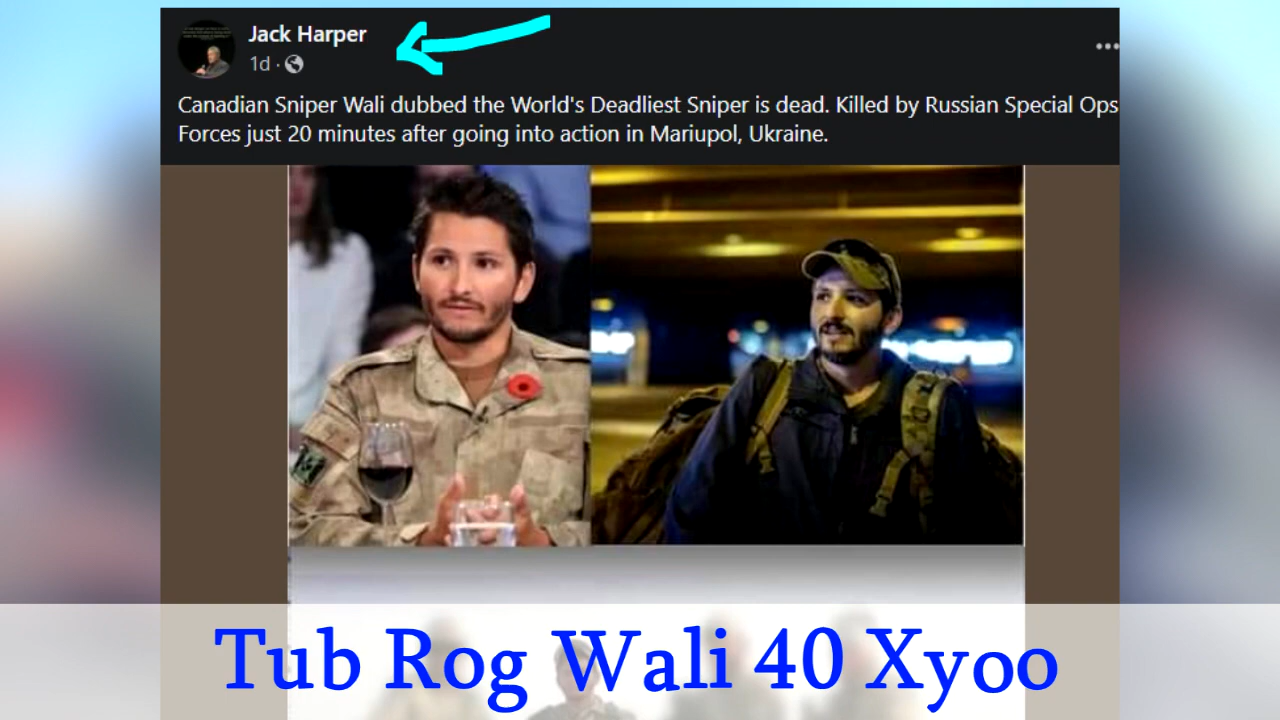 Jack Harper
1d ·
Canadian Sniper Wali dubbed the World's Deadliest Sniper is dead. Killed by Russian Special Ops
Forces just 20 minutes after going into action in Mariupol, Ukraine.
Tub Rog Wali 40 Xyoo